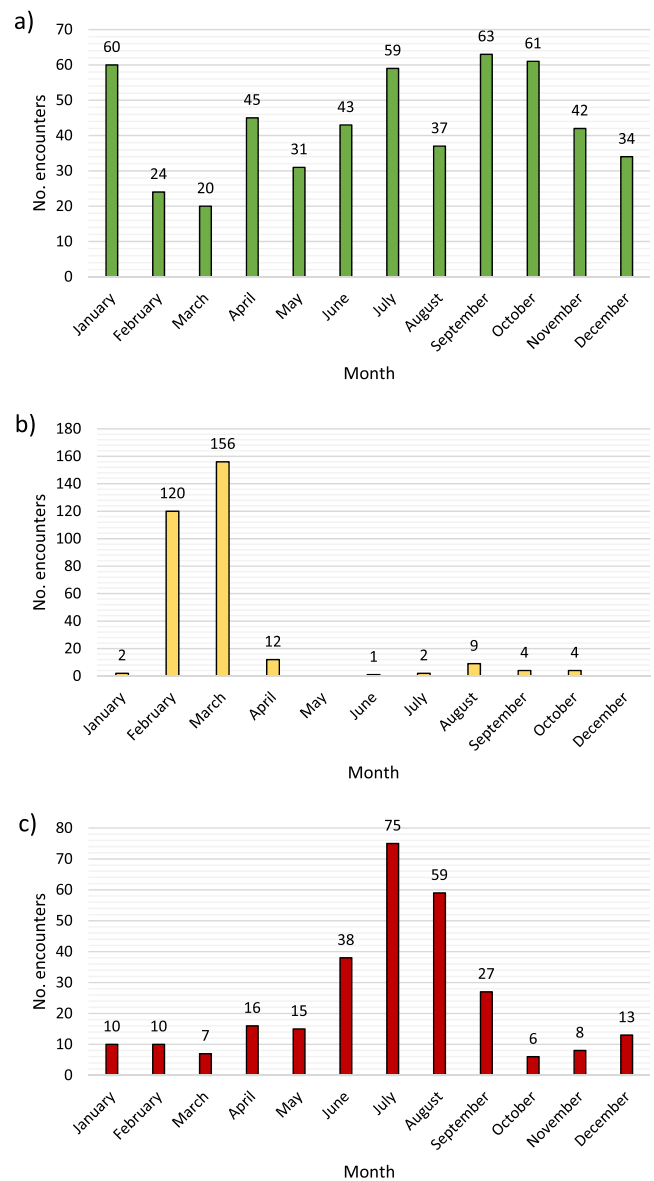 a)
No. encounters
70
60
50
40
30
20
10
0
60
24
20
45
31
43
59
37
63
61
42
34
January
February
March
April
May
June
July
August
September
October
November
December
Month
b)
No. encounters
180
160
140
120
100
80
60
40
20
0
2
120
156
12
1
2
9
4
4
January
February
March
April
May
June
July
August
September
October
December
Month
c)
No. encounters
80
70
60
50
40
30
20
10
0
10
10
7
16
15
38
75
59
27
6
8
13
January
February
March
April
May
June
July
August
September
October
November
December
Month